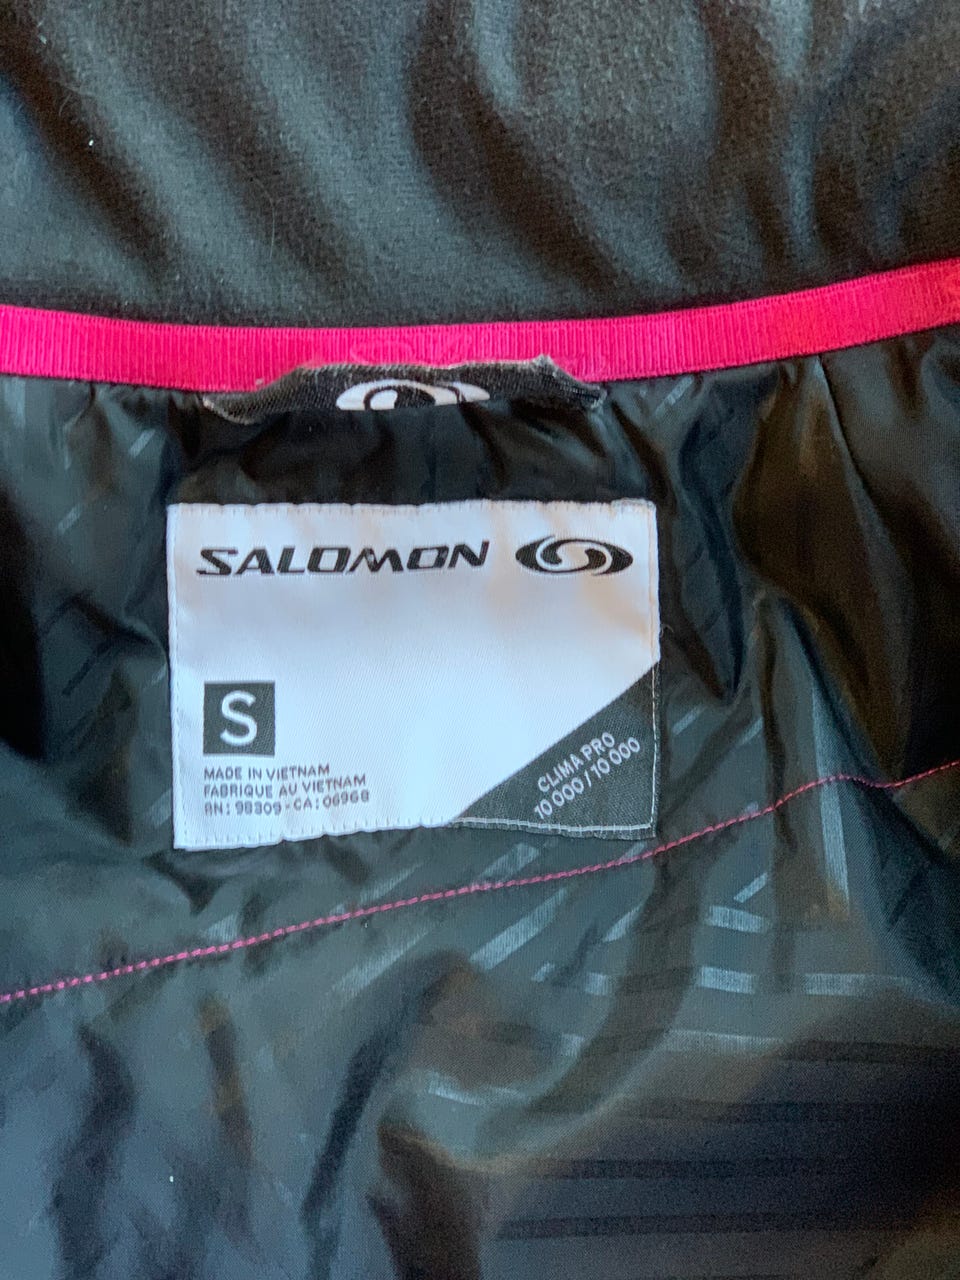 SALOMON
S
MADE IN VIETNAM
FABRIQUE AU VIETNAM
RN: 98309 - CA: 06968
CLIMA PRO
10 000 / 10 000